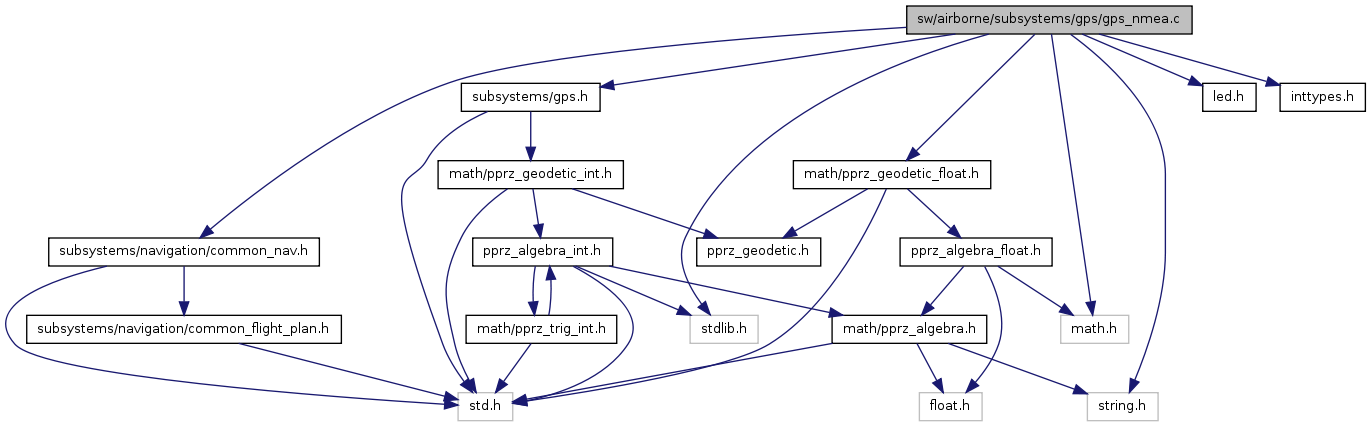 sw/airborne/subsystems/gps/gps_nmea.c
subsystems/gps.h
led.h
inttypes.h
math/pprz_geodetic_int.h
math/pprz_geodetic_float.h
subsystems/navigation/common_nav.h
pprz_algebra_int.h
pprz_geodetic.h
pprz_algebra_float.h
subsystems/navigation/common_flight_plan.h
math/pprz_trig_int.h
stdlib.h
math/pprz_algebra.h
math.h
std.h
float.h
string.h